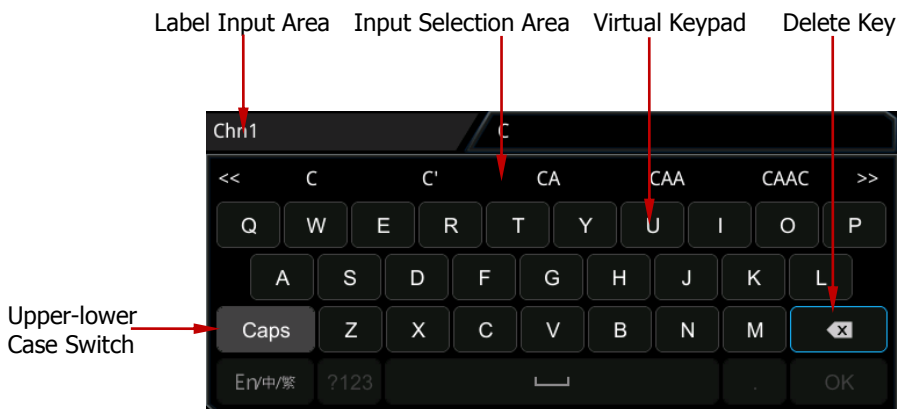 Label Input Area Input Selection Area Virtual Keypad Delete Key
Chn1 C
<< C C' CA CAA CAAC >>
Q W E R T Y U I O P
A S D F G H J K L
Upper-lower
Case Switch
Caps Z X C V B N M
En/中/繁 ?123 . OK